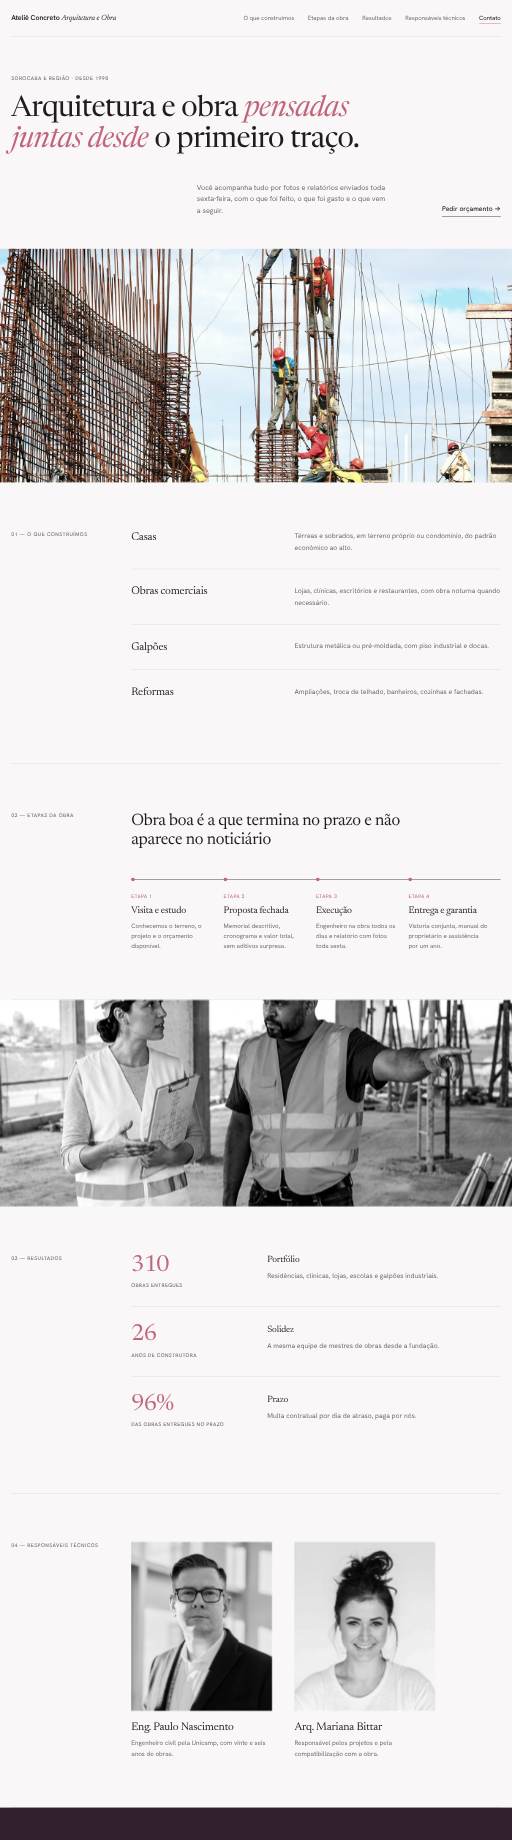 Ateliê Concreto Arquitetura e Obra
O que construímos
Etapas da obra
Resultados
Responsáveis técnicos
Contato
SOROCABA E REGIÃO · DESDE 1998
Arquitetura e obra pensadas
juntas desde o primeiro traço.
Você acompanha tudo por fotos e relatórios enviados toda
sexta-feira, com o que foi feito, o que foi gasto e o que vem
a seguir.
Pedir orçamento →
01 — O QUE CONSTRUÍMOS
Casas
Térreas e sobrados, em terreno próprio ou condomínio, do padrão
econômico ao alto.
Obras comerciais
Lojas, clínicas, escritórios e restaurantes, com obra noturna quando
necessário.
Galpões
Estrutura metálica ou pré-moldada, com piso industrial e docas.
Reformas
Ampliações, troca de telhado, banheiros, cozinhas e fachadas.
02 — ETAPAS DA OBRA
Obra boa é a que termina no prazo e não
aparece no noticiário
ETAPA 1
Visita e estudo
Conhecemos o terreno, o
projeto e o orçamento
disponível.
ETAPA 2
Proposta fechada
Memorial descritivo,
cronograma e valor total,
sem aditivos surpresa.
ETAPA 3
Execução
Engenheiro na obra todos os
dias e relatório com fotos
toda sexta.
ETAPA 4
Entrega e garantia
Vistoria conjunta, manual do
proprietário e assistência
por um ano.
03 — RESULTADOS
310
OBRAS ENTREGUES
Portfólio
Residências, clínicas, lojas, escolas e galpões industriais.
26
ANOS DE CONSTRUTORA
Solidez
A mesma equipe de mestres de obras desde a fundação.
96%
DAS OBRAS ENTREGUES NO PRAZO
Prazo
Multa contratual por dia de atraso, paga por nós.
04 — RESPONSÁVEIS TÉCNICOS
Eng. Paulo Nascimento
Engenheiro civil pela Unicamp, com vinte e seis
anos de obras.
Arq. Mariana Bittar
Responsável pelos projetos e pela
compatibilização com a obra.